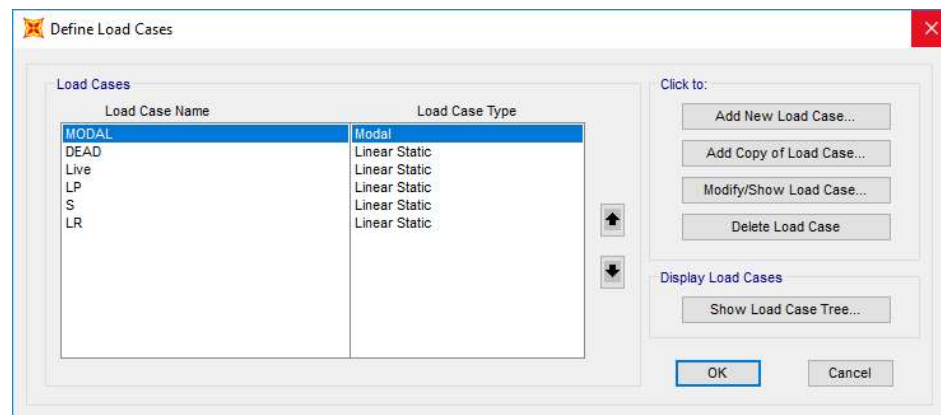 Define Load Cases
Load Cases
Load Case Name Load Case Type
MODAL Modal
DEAD Linear Static
Live Linear Static
LP Linear Static
S Linear Static
LR Linear Static
Click to:
Add New Load Case...
Add Copy of Load Case...
Modify/Show Load Case...
Delete Load Case
Display Load Cases
Show Load Case Tree...
OK Cancel